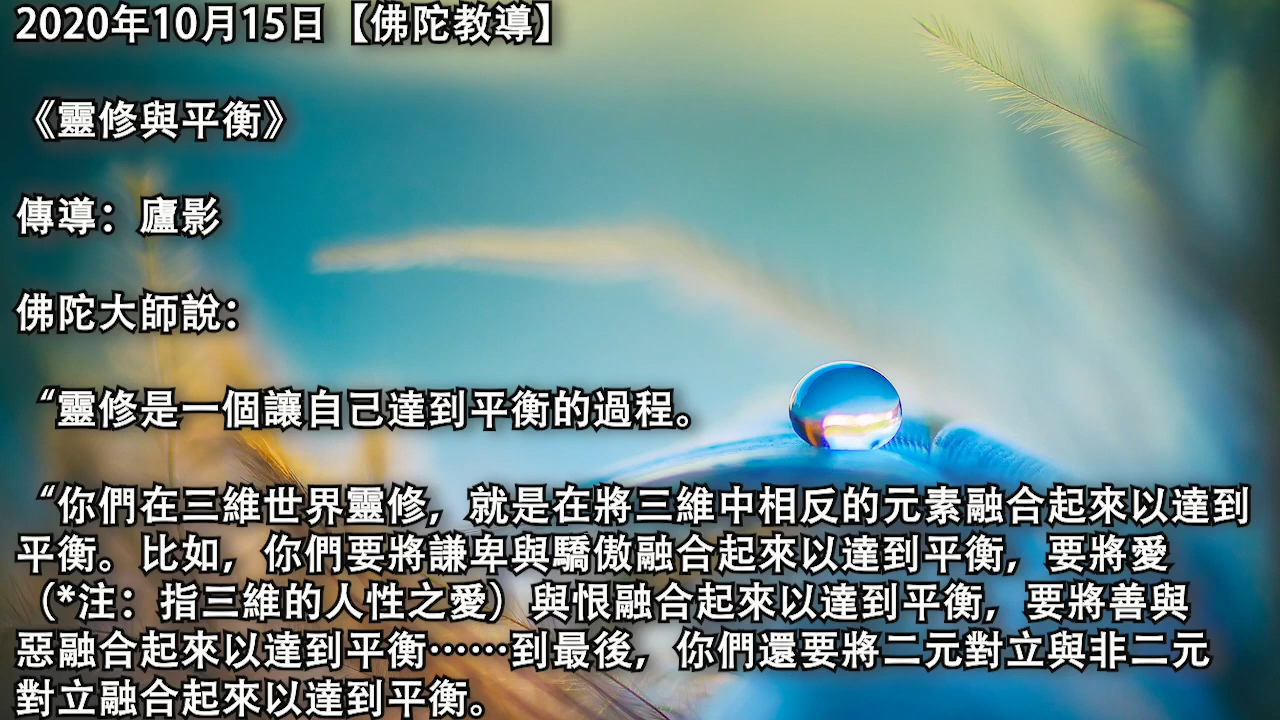 2020年10月15日【佛陀教導】
《靈修與平衡》
傳導：廬影
佛陀大師說：
“靈修是一個讓自己達到平衡的過程。
“你們在三維世界靈修，就是在將三維中相反的元素融合起來以達到
平衡。比如，你們要將謙卑與驕傲融合起來以達到平衡，要將愛
（*注：指三維的人性之愛）與恨融合起來以達到平衡，要將善與
惡融合起來以達到平衡……到最後，你們還要將二元對立與非二元
對立融合起來以達到平衡。